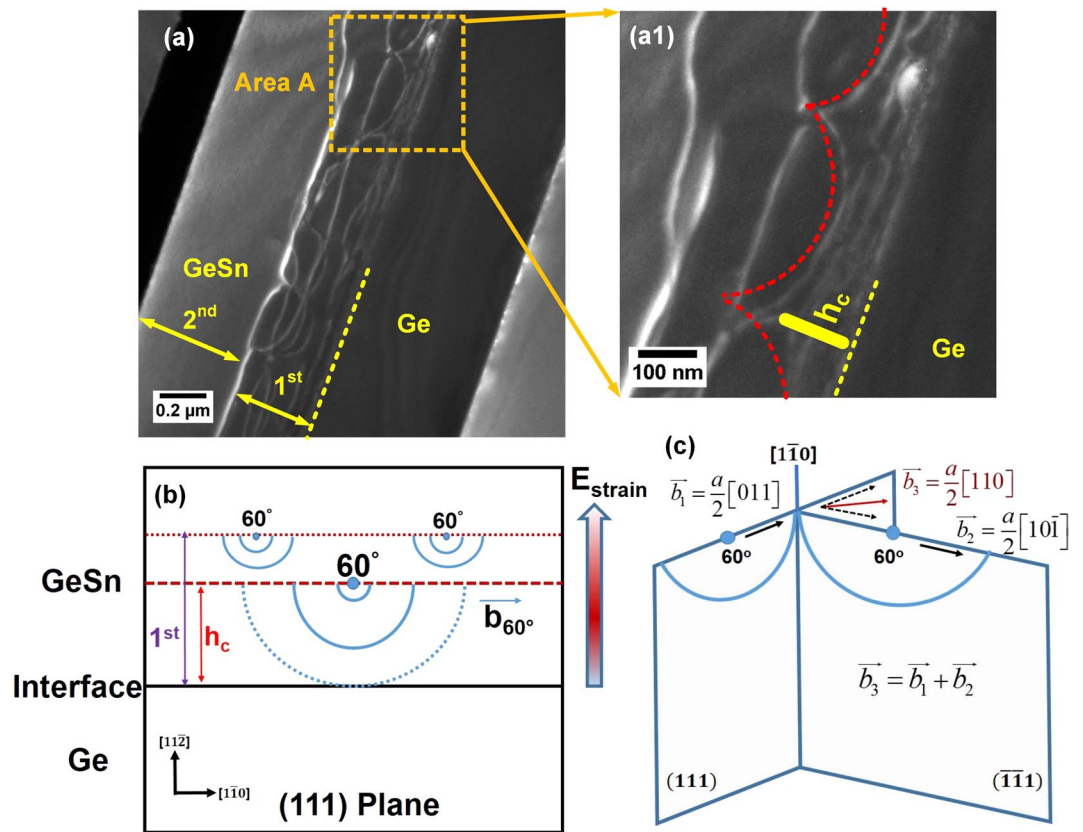 (a)
Area A
GeSn
2nd
1st
Ge
0.2 µm
(a1)
hc
Ge
100 nm
(b)
60°
60°
60°
GeSn
b60°
1st
hc
Interface
Ge
[112̄]
[11̄0]
(111) Plane
Estrain
(c)
[11̄0]
b1 = a/2 [011]
b3 = a/2 [110]
b2 = a/2 [101̄]
60°
60°
b3 = b1 + b2
(111)
(1̄1̄1)